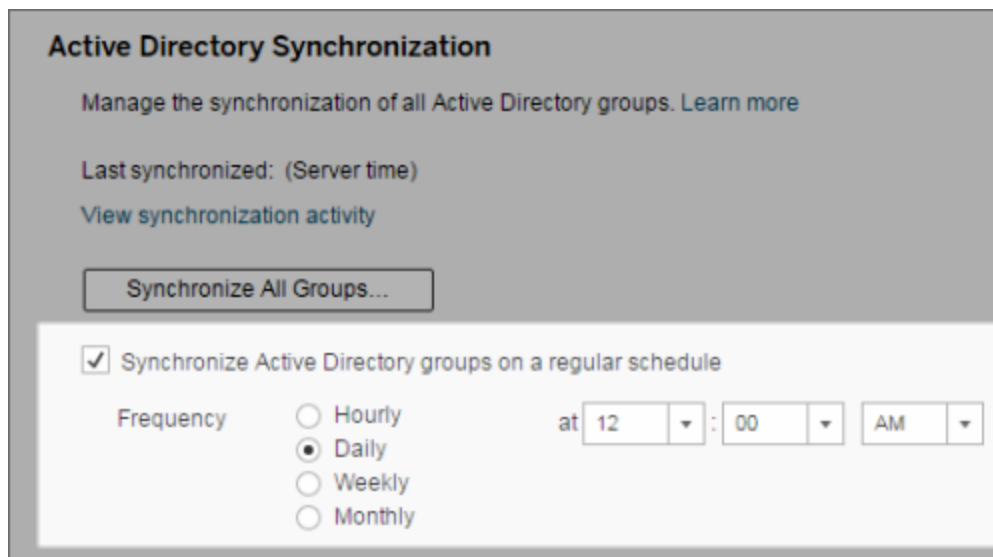 Active Directory Synchronization
Manage the synchronization of all Active Directory groups. Learn more
Last synchronized: (Server time)
View synchronization activity
Synchronize All Groups...
Synchronize Active Directory groups on a regular schedule
Frequency Hourly at 12 : 00 AM
Daily
Weekly
Monthly